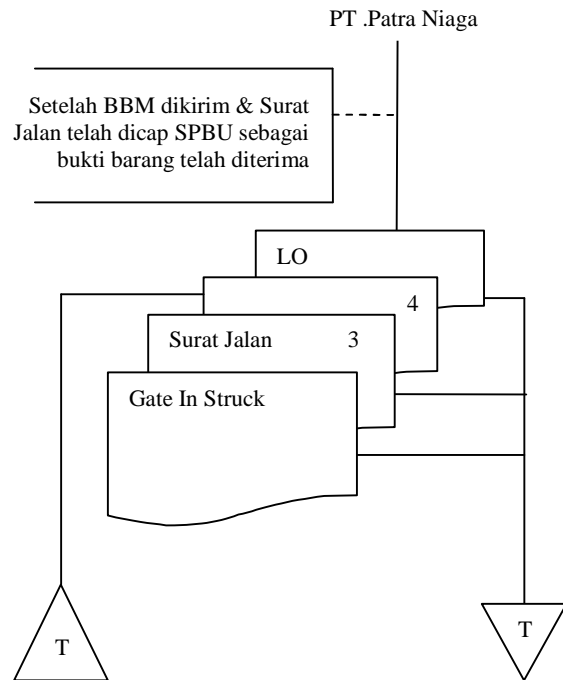 PT .Patra Niaga
Setelah BBM dikirim & Surat
Jalan telah dicap SPBU sebagai
bukti barang telah diterima
LO
4
Surat Jalan 3
Gate In Struck
T
T